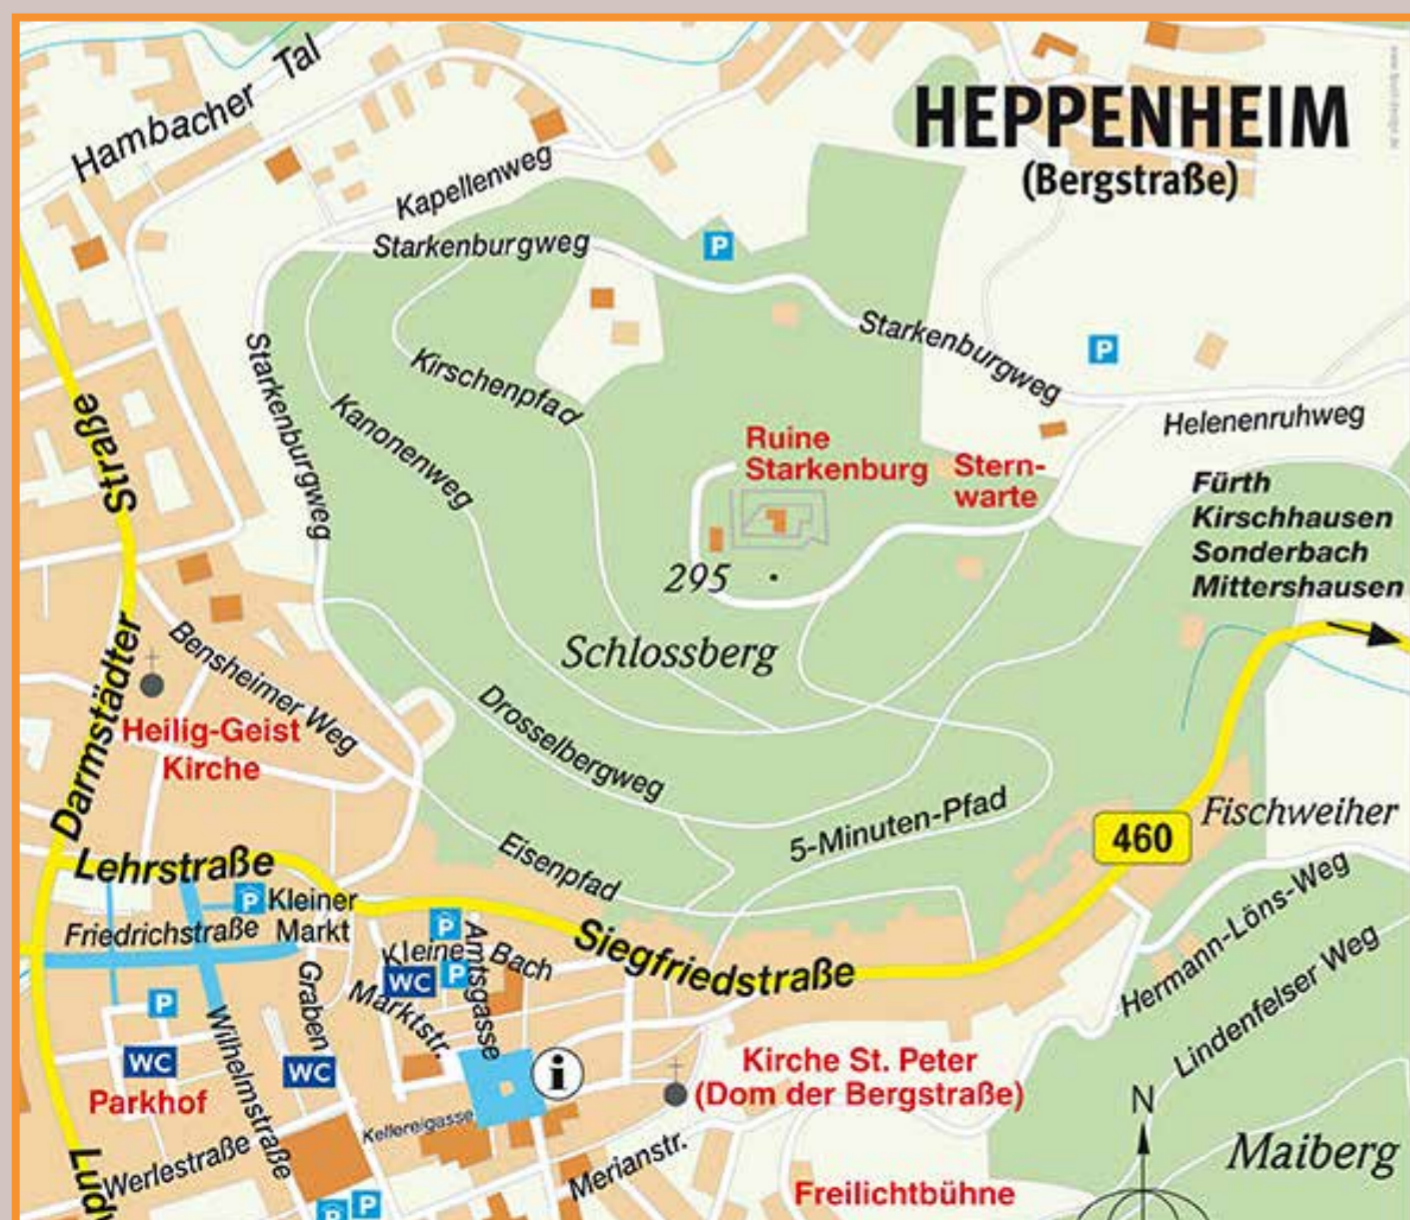 Hambacher Tal
HEPPENHEIM
(Bergstraße)
Kapellenweg
Starkenburgweg
P
Starkenburgweg
P
Starkenburgweg
Kirschenpfad
Kanonenweg
Helenenruhweg
Straße
Ruine
Starkenburg
Stern-
warte
Fürth
Kirschhausen
Sonderbach
Mittershausen
295
Schlossberg
Bensheimer Weg
Darmstädter
Heilig-Geist
Kirche
Drosselbergweg
5-Minuten-Pfad
460
Fischweiher
Eisenpfad
Lehrstraße
P
Kleiner
Markt
Friedrichstraße
P
Kleine Bach
Amtsgasse
Siegfriedstraße
WC
P
Marktstr.
Graben
P
Wilhelmstraße
WC
WC
Parkhof
i
Kirche St. Peter
(Dom der Bergstraße)
Hermann-Löns-Weg
Lindenfelser Weg
N
Maiberg
Kellereigasse
Werlestraße
Merianstr.
Freilichtbühne
Ludw
P
P